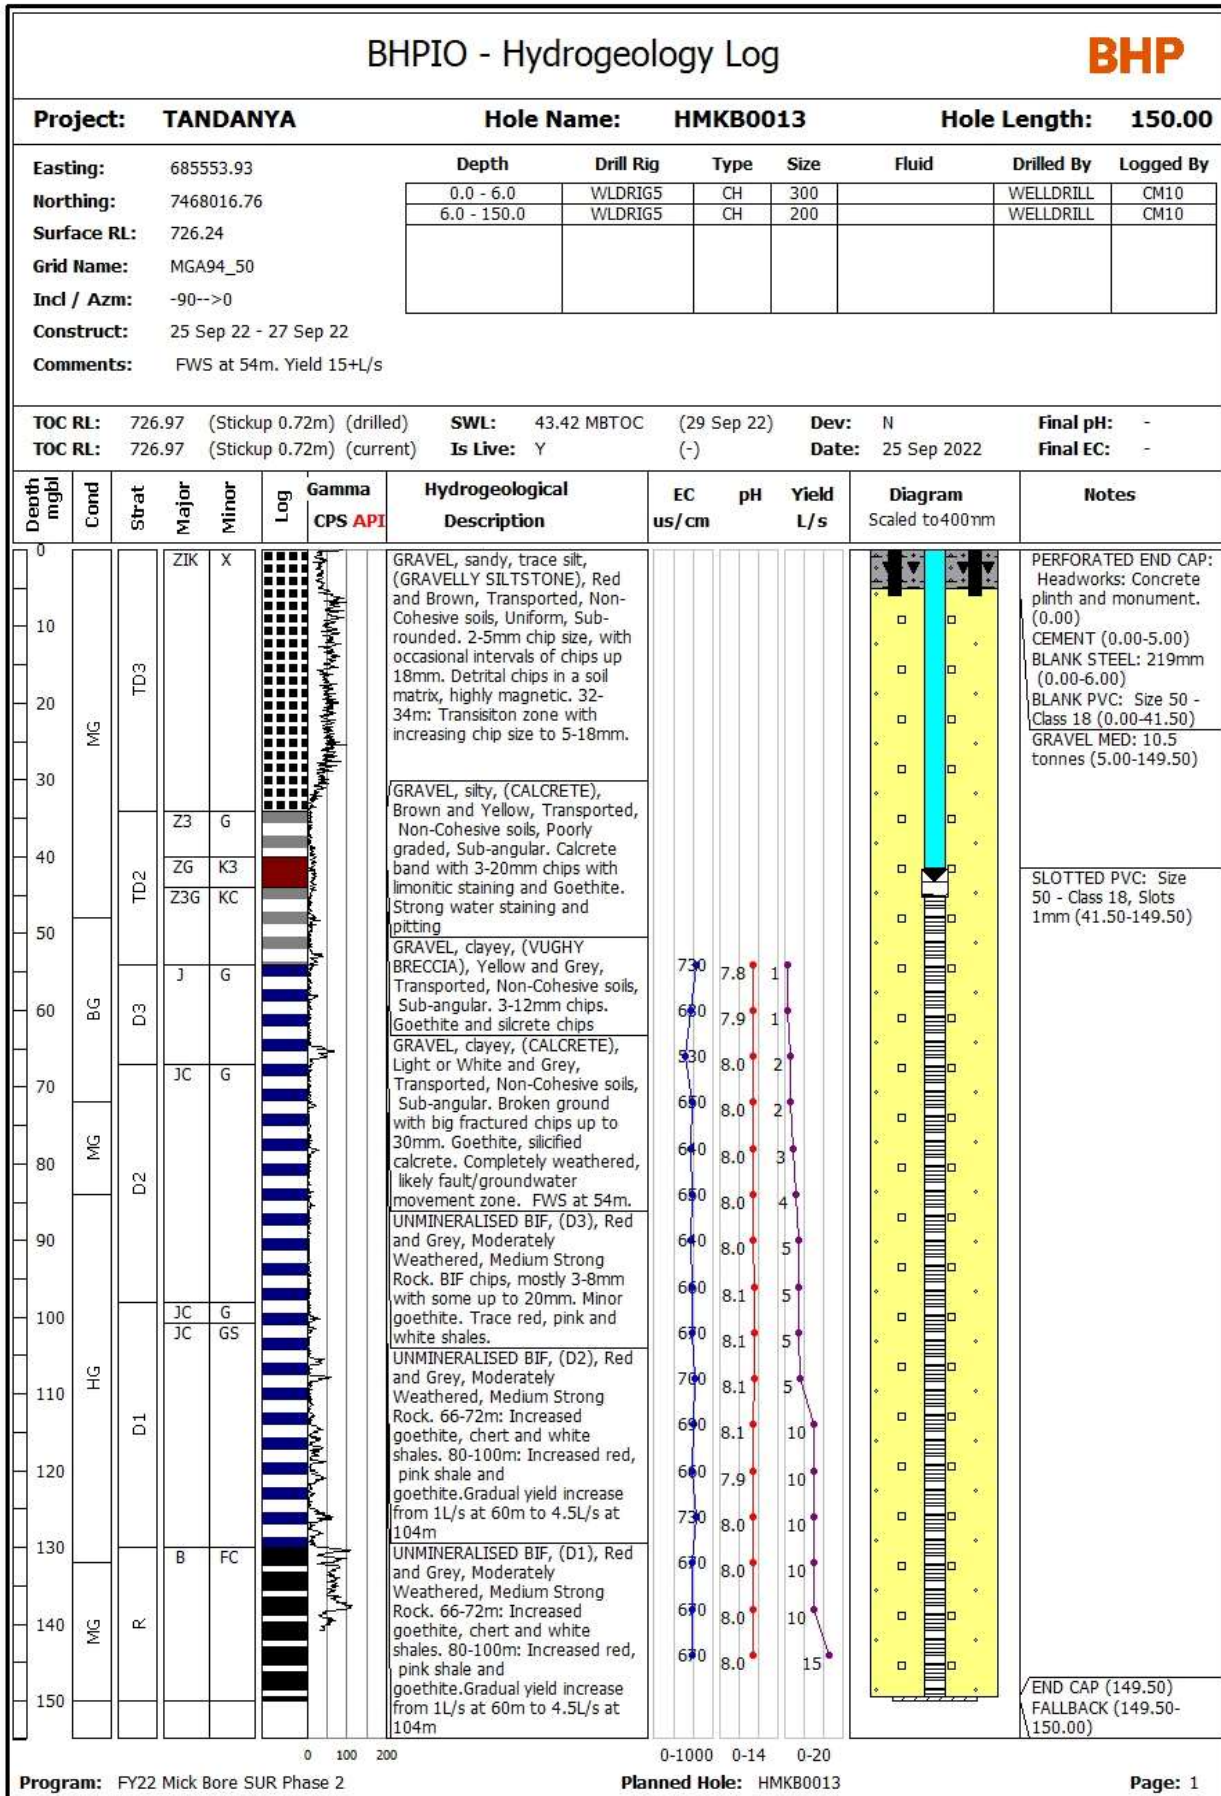 BHPIO - Hydrogeology Log
BHP
Project: TANDANYA Hole Name: HMKB0013 Hole Length: 150.00
Easting: 685553.93
Northing: 7468016.76
Surface RL: 726.24
Grid Name: MGA94_50
Incl / Azm: -90-->0
Construct: 25 Sep 22 - 27 Sep 22
Comments: FWS at 54m. Yield 15+L/s
Depth Drill Rig Type Size Fluid Drilled By Logged By
0.0 - 6.0 WLDRIG5 CH 300 WELLDRILL CM10
6.0 - 150.0 WLDRIG5 CH 200 WELLDRILL CM10
TOC RL: 726.97 (Stickup 0.72m) (drilled) SWL: 43.42 MBTOC (29 Sep 22) Dev: N Final pH: -
TOC RL: 726.97 (Stickup 0.72m) (current) Is Live: Y (-) Date: 25 Sep 2022 Final EC: -
Depth mgbl
Cond
Strat
Major
Minor
Log
Gamma
CPS API
Hydrogeological
Description
EC
us/cm
pH
Yield
L/s
Diagram
Scaled to400mm
Notes
0
10
20
30
40
50
60
70
80
90
100
110
120
130
140
150
MG
BG
MG
HG
MG
TD3
TD2
D3
D2
D1
R
ZIK X
Z3 G
ZG K3
Z3G KC
J G
JC G
JC G
JC GS
B FC
GRAVEL, sandy, trace silt,
(GRAVELLY SILTSTONE), Red
and Brown, Transported, Non-
Cohesive soils, Uniform, Sub-
rounded. 2-5mm chip size, with
occasional intervals of chips up
18mm. Detrital chips in a soil
matrix, highly magnetic. 32-
34m: Transisiton zone with
increasing chip size to 5-18mm.
GRAVEL, silty, (CALCRETE),
Brown and Yellow, Transported,
Non-Cohesive soils, Poorly
graded, Sub-angular. Calcrete
band with 3-20mm chips with
limonitic staining and Goethite.
Strong water staining and
pitting
GRAVEL, clayey, (VUGHY
BRECCIA), Yellow and Grey,
Transported, Non-Cohesive soils,
Sub-angular. 3-12mm chips.
Goethite and silcrete chips
GRAVEL, clayey, (CALCRETE),
Light or White and Grey,
Transported, Non-Cohesive soils,
Sub-angular. Broken ground
with big fractured chips up to
30mm. Goethite, silicified
calcrete. Completely weathered,
likely fault/groundwater
movement zone. FWS at 54m.
UNMINERALISED BIF, (D3), Red
and Grey, Moderately
Weathered, Medium Strong
Rock. BIF chips, mostly 3-8mm
with some up to 20mm. Minor
goethite. Trace red, pink and
white shales.
UNMINERALISED BIF, (D2), Red
and Grey, Moderately
Weathered, Medium Strong
Rock. 66-72m: Increased
goethite, chert and white
shales. 80-100m: Increased red,
pink shale and
goethite.Gradual yield increase
from 1L/s at 60m to 4.5L/s at
104m
UNMINERALISED BIF, (D1), Red
and Grey, Moderately
Weathered, Medium Strong
Rock. 66-72m: Increased
goethite, chert and white
shales. 80-100m: Increased red,
pink shale and
goethite.Gradual yield increase
from 1L/s at 60m to 4.5L/s at
104m
730 7.8 1
680 7.9 1
530 8.0 2
650 8.0 2
640 8.0 3
650 8.0 4
640 8.0 5
660 8.1 5
670 8.1 5
700 8.1 5
690 8.1 10
660 7.9 10
730 8.0 10
670 8.0 10
670 8.0 10
670 8.0 15
PERFORATED END CAP:
Headworks: Concrete
plinth and monument.
(0.00)
CEMENT (0.00-5.00)
BLANK STEEL: 219mm
(0.00-6.00)
BLANK PVC: Size 50 -
Class 18 (0.00-41.50)
GRAVEL MED: 10.5
tonnes (5.00-149.50)
SLOTTED PVC: Size
50 - Class 18, Slots
1mm (41.50-149.50)
END CAP (149.50)
FALLBACK (149.50-
150.00)
0 100 200 0-1000 0-14 0-20
Program: FY22 Mick Bore SUR Phase 2 Planned Hole: HMKB0013 Page: 1